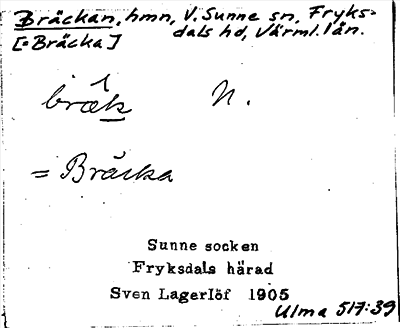 Bräckan, hmn, V. Sunne sn, Fryks-
[= Bräcka] dals hd, Värml. län.
bräk N.
= Bräcka
Sunne socken
Fryksdals härad
Sven Lagerlöf 1905
Ulma 517:39